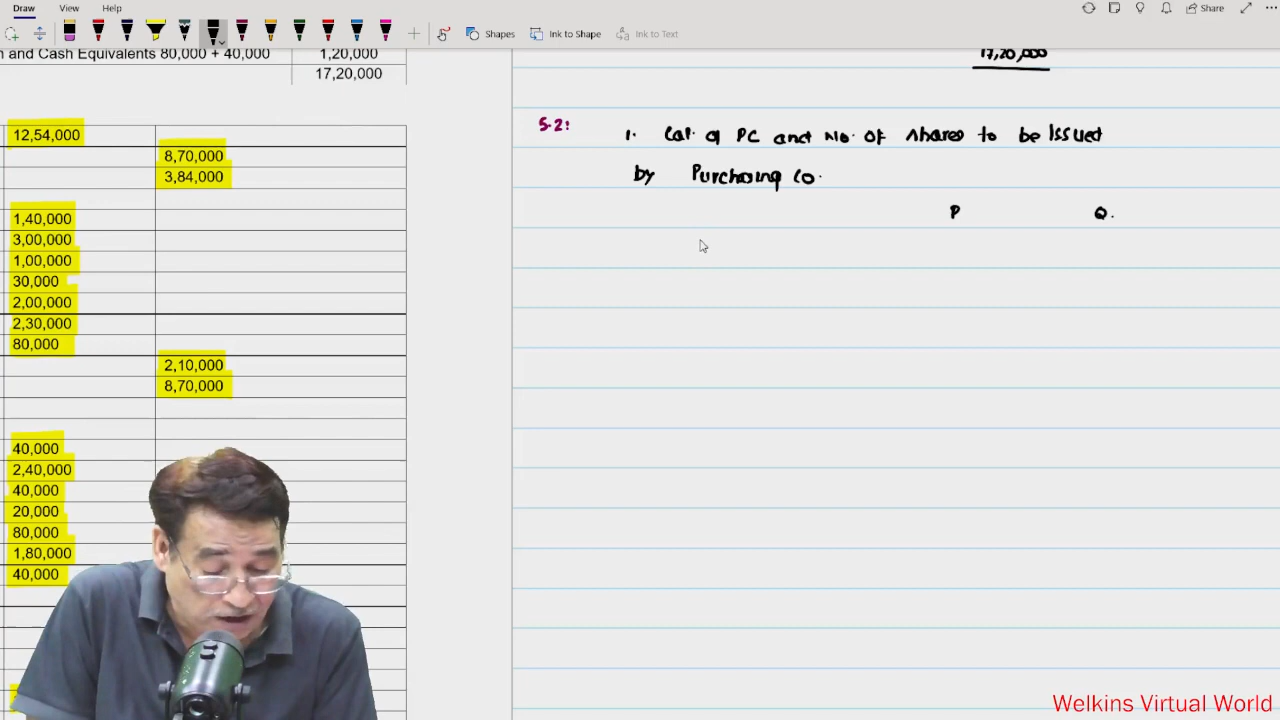 Draw View Help
Share
Shapes Ink to Shape Ink to Text
and Cash Equivalents 80,000 + 40,000 1,20,000
17,20,000
12,54,000
8,70,000
3,84,000
1,40,000
3,00,000
1,00,000
30,000
2,00,000
2,30,000
80,000
2,10,000
8,70,000
40,000
2,40,000
40,000
20,000
80,000
1,80,000
40,000
17,20,000
5.2:
1. Cal. of PC and No. of shares to be Issued
by Purchasing Co.
P Q.
Welkins Virtual World